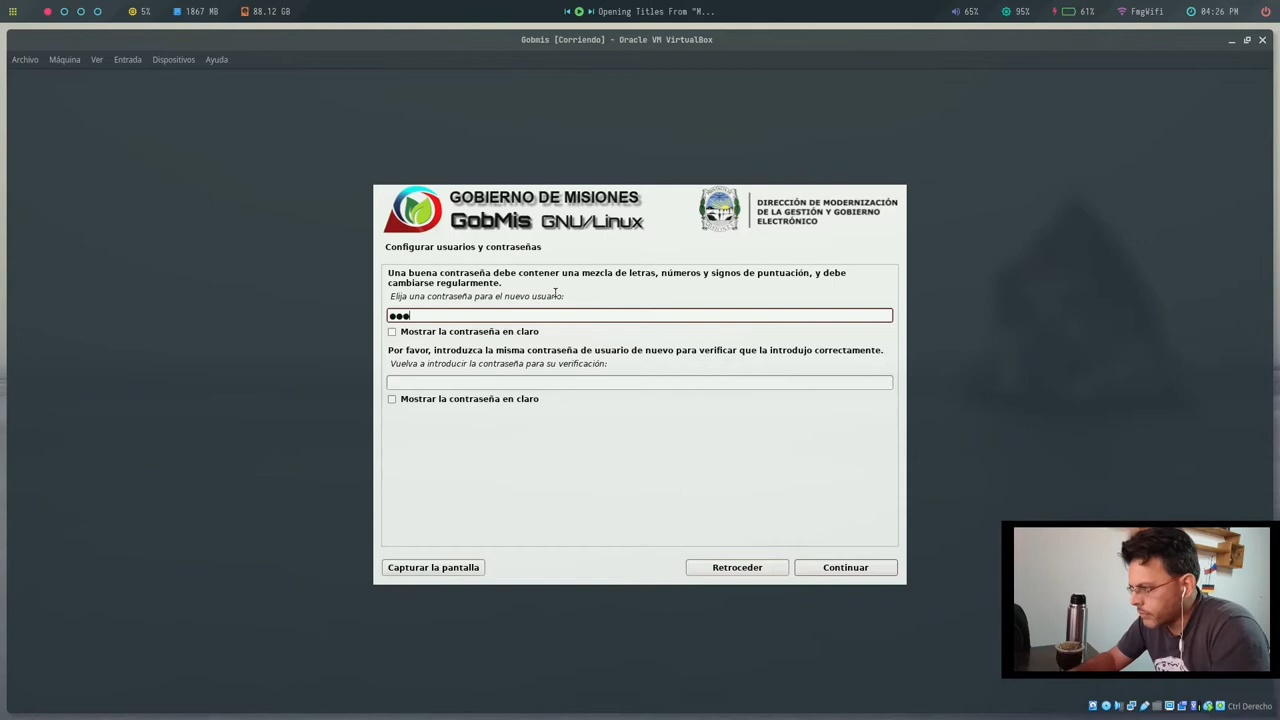 5%
1867 MB
88.12 GB
Opening Titles From "M...
65%
95%
61%
FmgWifi
04:26 PM
Gobmis [Corriendo] - Oracle VM VirtualBox
Archivo Máquina Ver Entrada Dispositivos Ayuda
GOBIERNO DE MISIONES
GobMis GNU/Linux
DIRECCIÓN DE MODERNIZACIÓN
DE LA GESTIÓN Y GOBIERNO
ELECTRÓNICO
Configurar usuarios y contraseñas
Una buena contraseña debe contener una mezcla de letras, números y signos de puntuación, y debe
cambiarse regularmente.
Elija una contraseña para el nuevo usuario:
●●●
Mostrar la contraseña en claro
Por favor, introduzca la misma contraseña de usuario de nuevo para verificar que la introdujo correctamente.
Vuelva a introducir la contraseña para su verificación:
Mostrar la contraseña en claro
Capturar la pantalla
Retroceder
Continuar
Ctrl Derecho